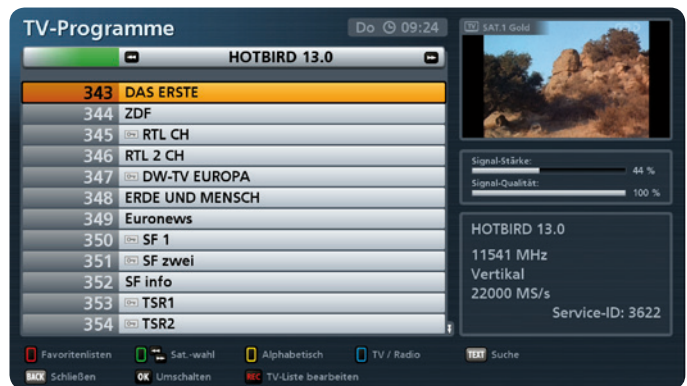 TV-Programme
Do 09:24
HOTBIRD 13.0
343 DAS ERSTE
344 ZDF
345 RTL CH
346 RTL 2 CH
347 DW-TV EUROPA
348 ERDE UND MENSCH
349 Euronews
350 SF 1
351 SF zwei
352 SF info
353 TSR1
354 TSR2
TV SAT.1 Gold
Signal-Stärke:
44 %
Signal-Qualität:
100 %
HOTBIRD 13.0
11541 MHz
Vertikal
22000 MS/s
Service-ID: 3622
Favoritenlisten Sat.-wahl Alphabetisch TV / Radio TEXT Suche
BACK Schließen OK Umschalten REC TV-Liste bearbeiten